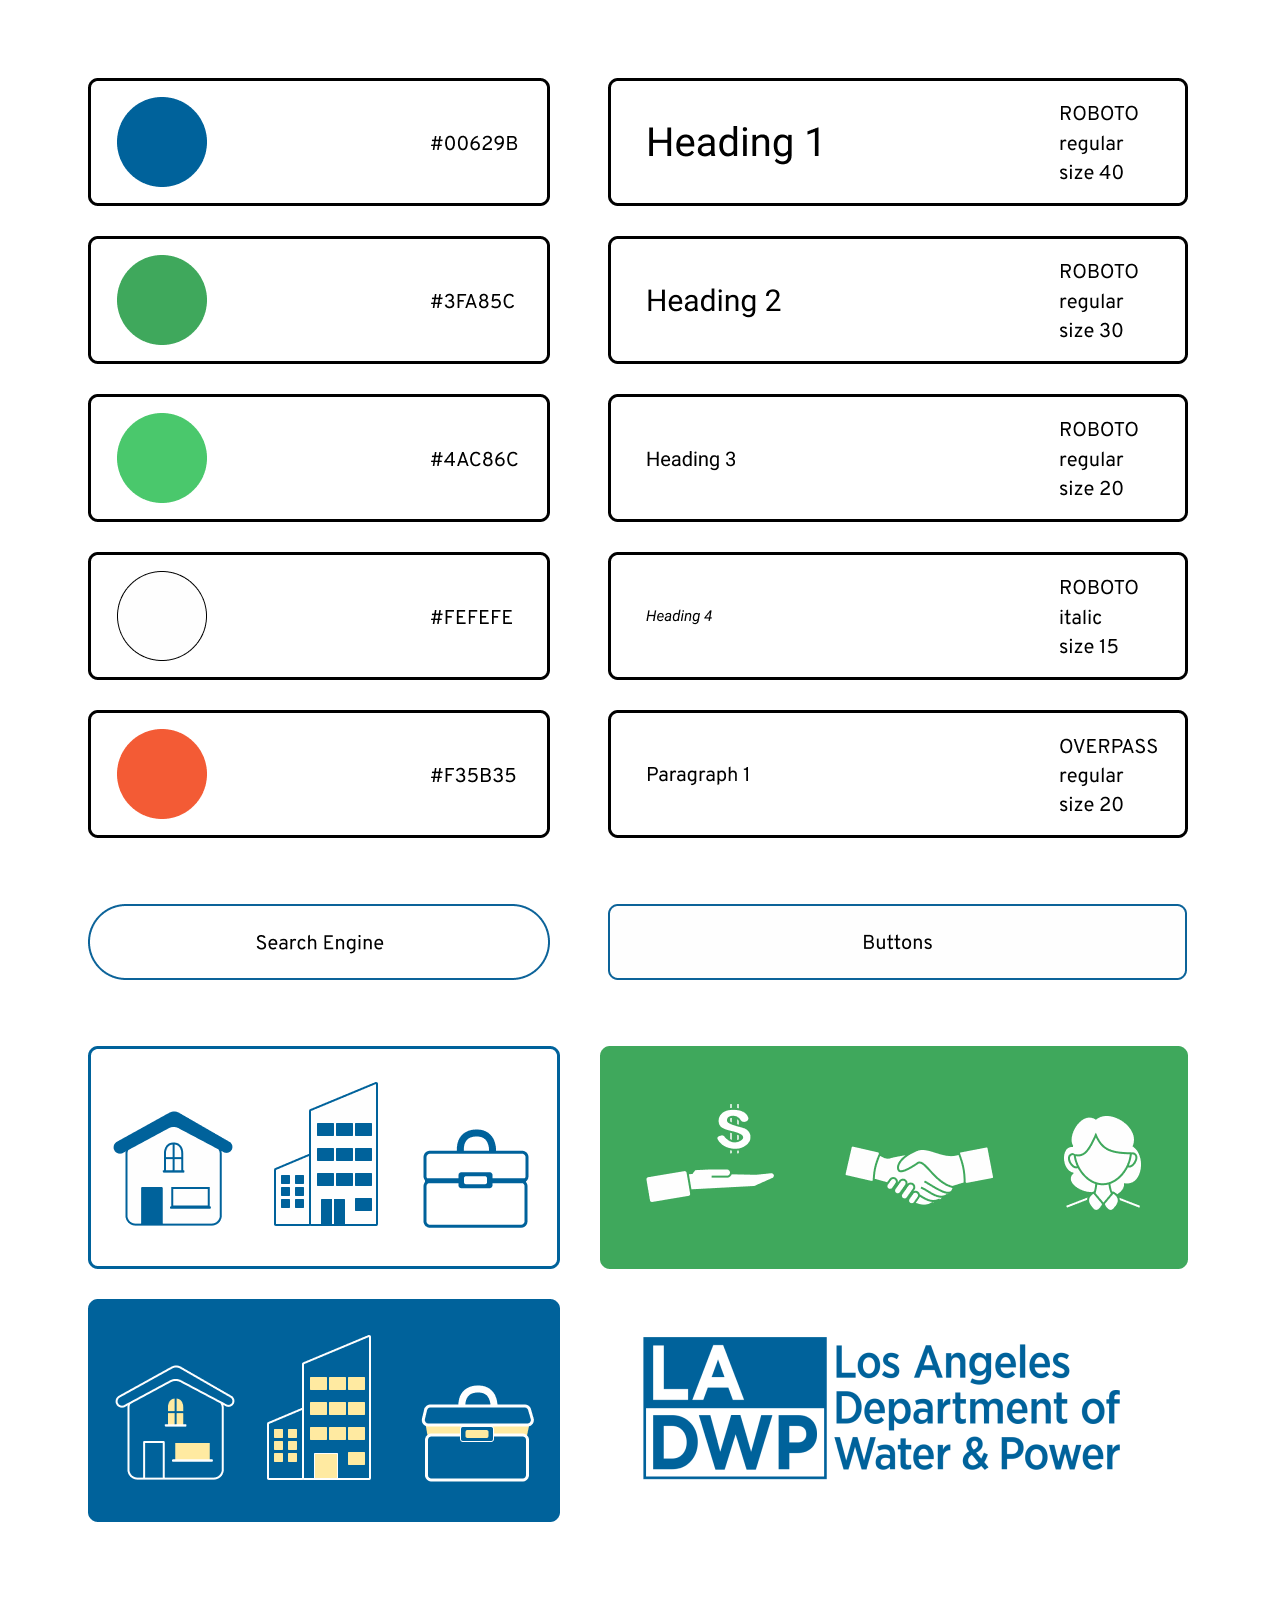 #00629B
Heading 1
ROBOTO
regular
size 40
#3FA85C
Heading 2
ROBOTO
regular
size 30
#4AC86C
Heading 3
ROBOTO
regular
size 20
#FEFEFE
Heading 4
ROBOTO
italic
size 15
#F35B35
Paragraph 1
OVERPASS
regular
size 20
Search Engine
Buttons
$
LA
DWP
Los Angeles
Department of
Water & Power